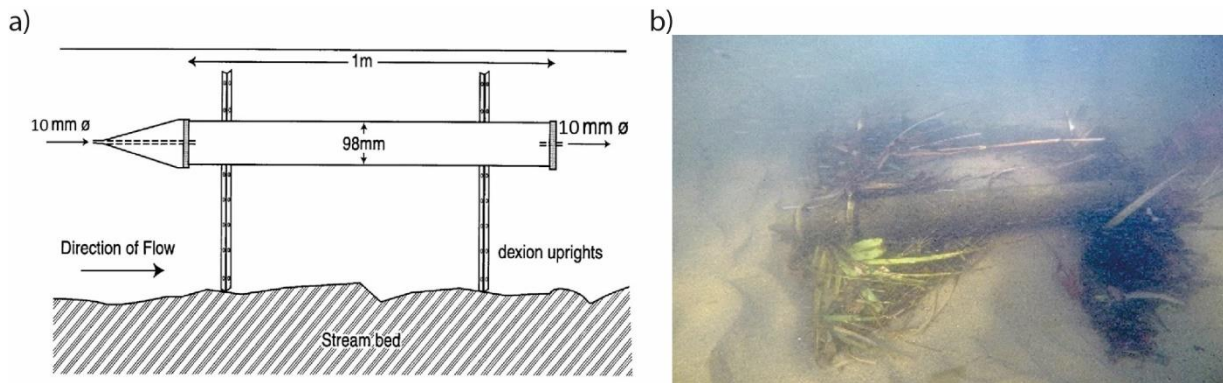 a)
b)
1m
10 mm ø
10 mm ø
98mm
Direction of Flow
dexion uprights
Stream bed